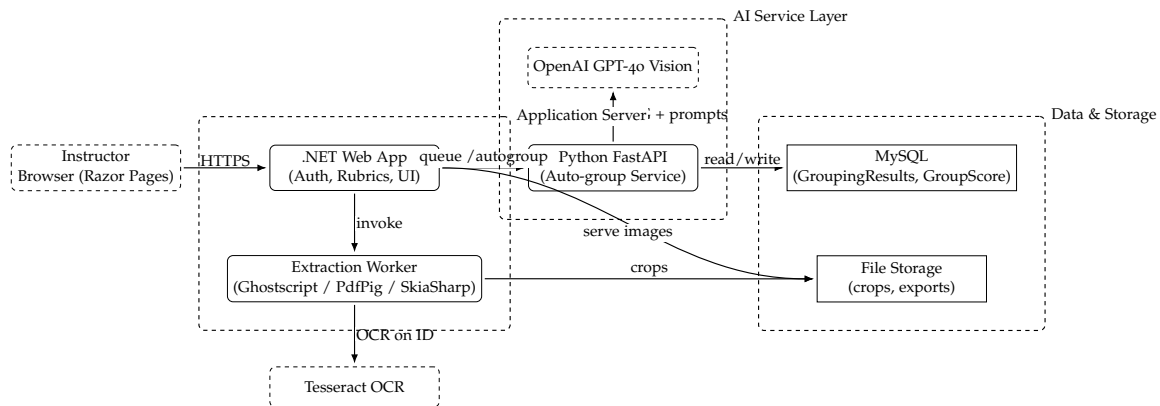 AI Service Layer
OpenAI GPT-4o Vision
Application Server + prompts
Data & Storage
Instructor
Browser (Razor Pages)
HTTPS
.NET Web App
(Auth, Rubrics, UI)
queue /autogroup
Python FastAPI
(Auto-group Service)
read/write
MySQL
(GroupingResults, GroupScore)
invoke
serve images
Extraction Worker
(Ghostscript / PdfPig / SkiaSharp)
crops
File Storage
(crops, exports)
OCR on ID
Tesseract OCR